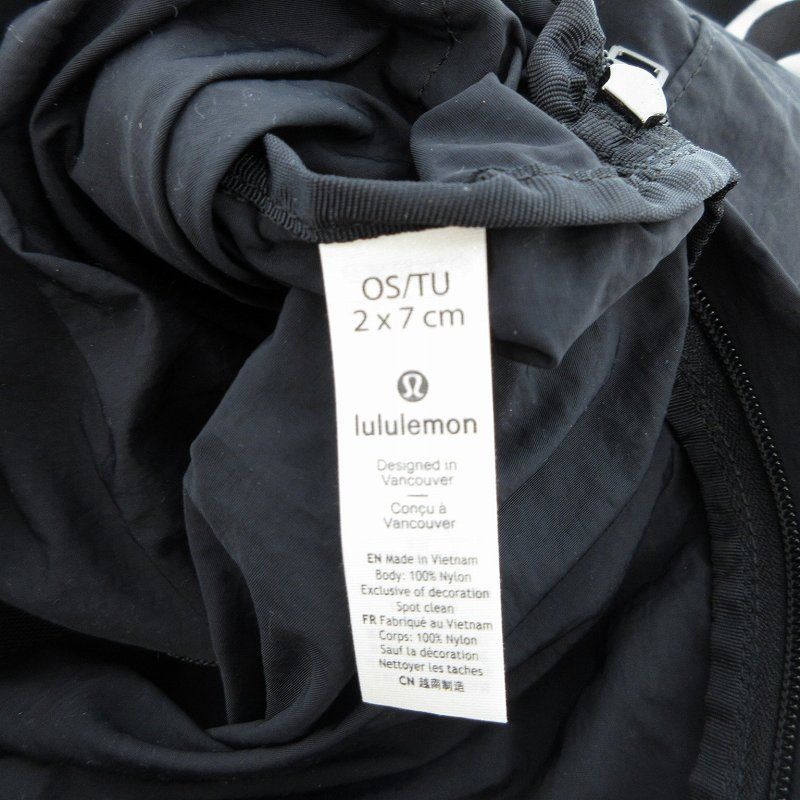 OS/TU
2 x 7 cm
lululemon
Designed in
Vancouver
Conçu à
Vancouver
EN Made in Vietnam
Body: 100% Nylon
Exclusive of decoration
Spot clean
FR Fabriqué au Vietnam
Corps: 100% Nylon
Sauf la décoration
Nettoyer les taches
CN 越南制造